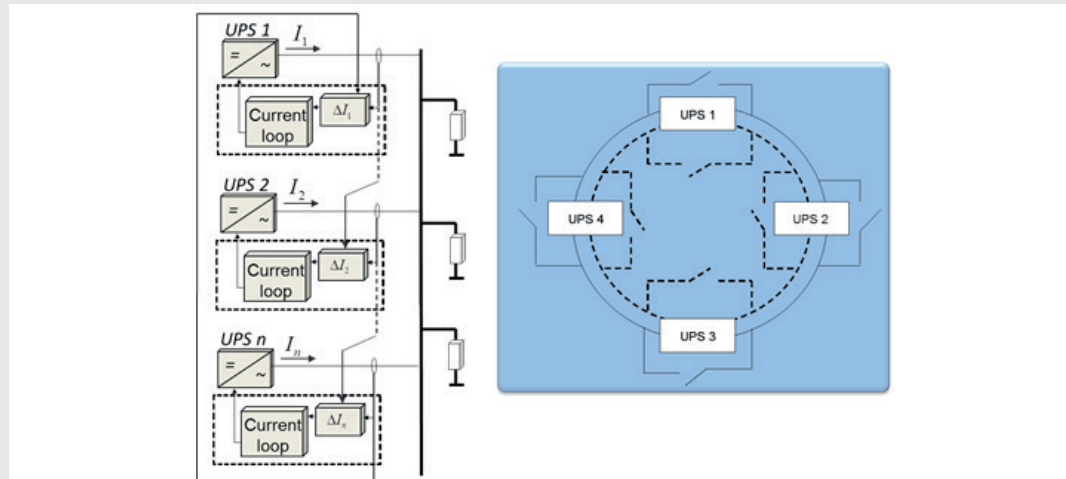 UPS 1
I₁
=
~
Current
loop
ΔI₁
UPS 2
I₂
=
~
Current
loop
ΔI₂
UPS n
Iₙ
=
~
Current
loop
ΔIₙ
UPS 1
UPS 4
UPS 2
UPS 3